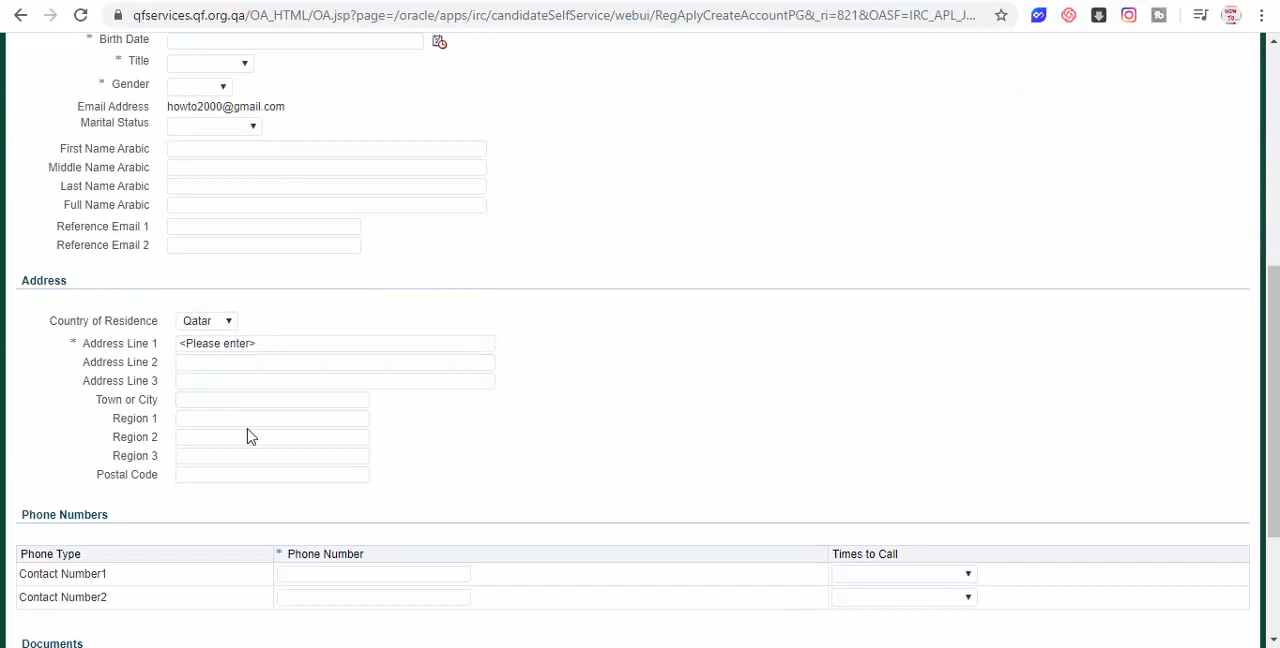 qfservices.qf.org.qa/OA_HTML/OA.jsp?page=/oracle/apps/irc/candidateSelfService/webui/RegAplyCreateAccountPG&_ri=821&OASF=IRC_APL_J...
* Birth Date
* Title
* Gender
Email Address howto2000@gmail.com
Marital Status
First Name Arabic
Middle Name Arabic
Last Name Arabic
Full Name Arabic
Reference Email 1
Reference Email 2
Address
Country of Residence Qatar
* Address Line 1 <Please enter>
Address Line 2
Address Line 3
Town or City
Region 1
Region 2
Region 3
Postal Code
Phone Numbers
Phone Type * Phone Number Times to Call
Contact Number1
Contact Number2
Documents